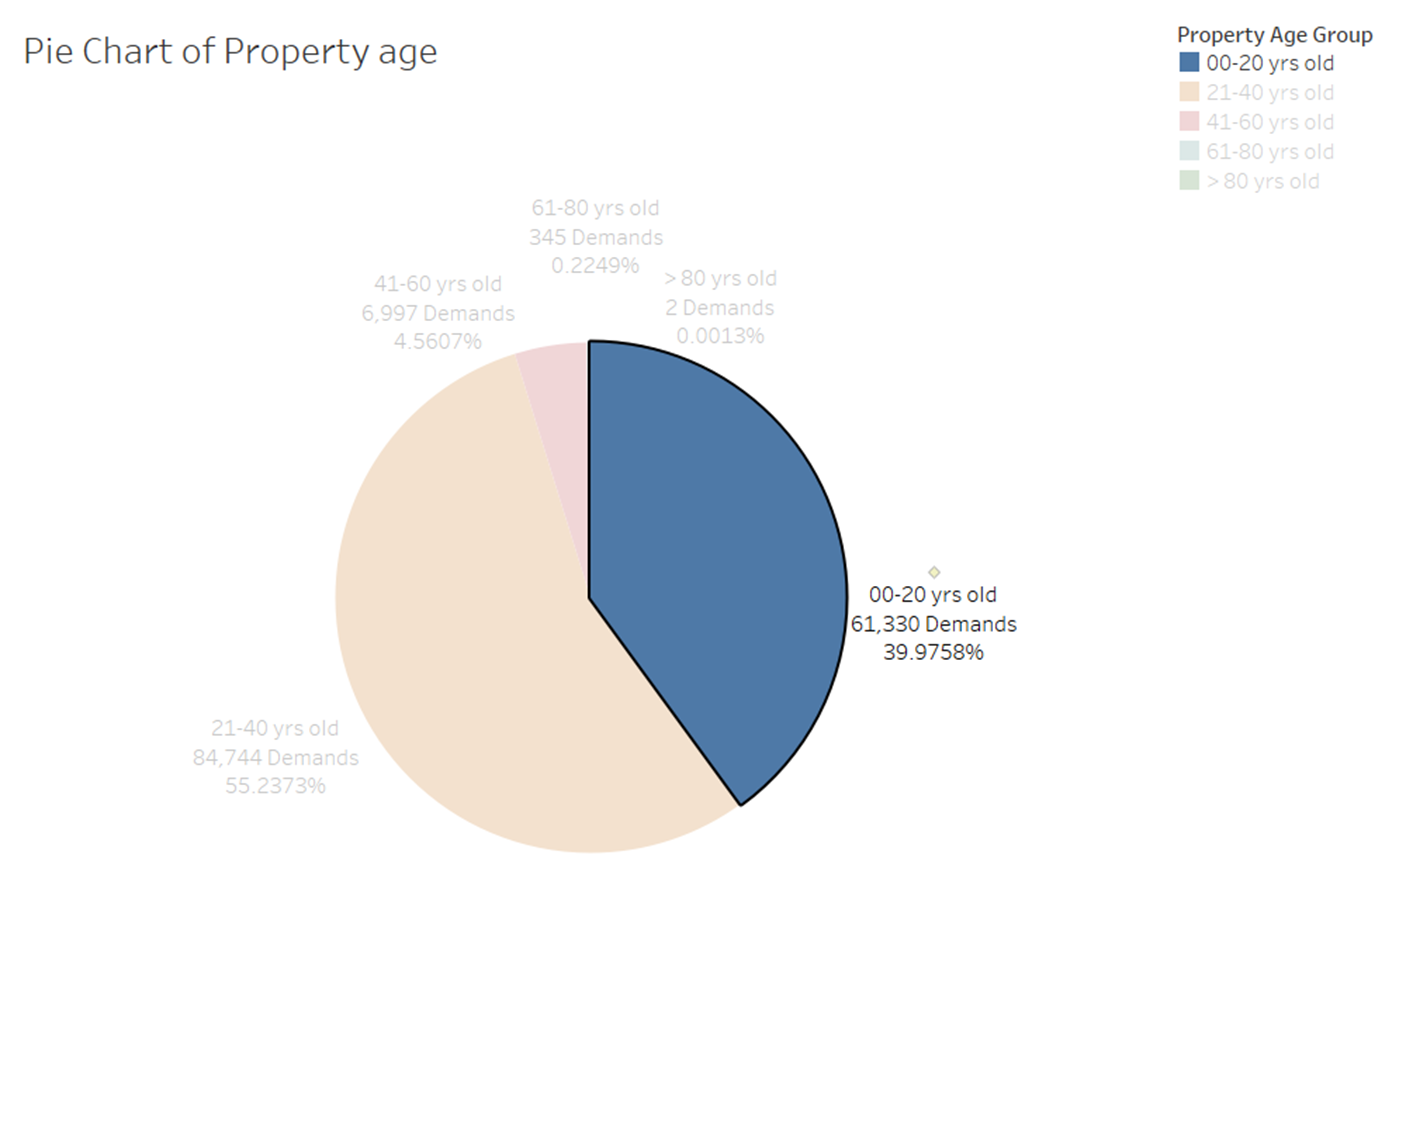 Pie Chart of Property age
Property Age Group
00-20 yrs old
21-40 yrs old
41-60 yrs old
61-80 yrs old
> 80 yrs old
61-80 yrs old
345 Demands
0.2249%
> 80 yrs old
2 Demands
0.0013%
41-60 yrs old
6,997 Demands
4.5607%
00-20 yrs old
61,330 Demands
39.9758%
21-40 yrs old
84,744 Demands
55.2373%